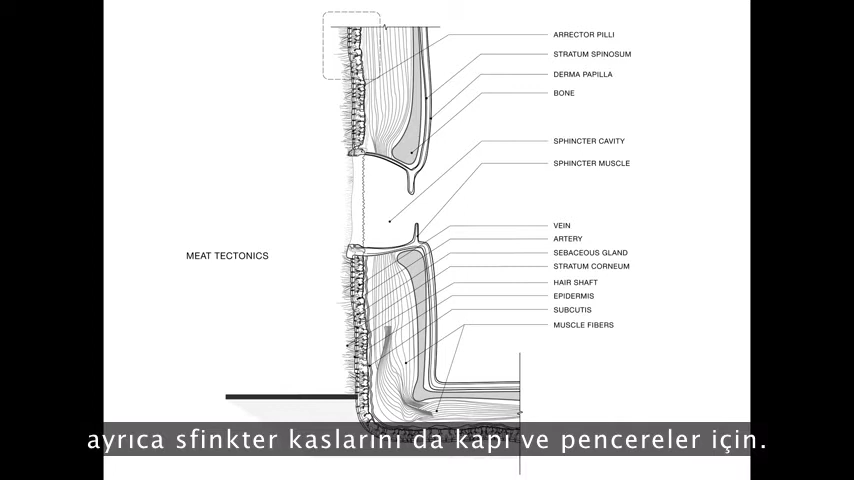 ARRECTOR PILLI
STRATUM SPINOSUM
DERMA PAPILLA
BONE
SPHINCTER CAVITY
SPHINCTER MUSCLE
VEIN
ARTERY
MEAT TECTONICS
SEBACEOUS GLAND
STRATUM CORNEUM
HAIR SHAFT
EPIDERMIS
SUBCUTIS
MUSCLE FIBERS
ayrıca sfinkter kaslarını da kapı ve pencereler için.